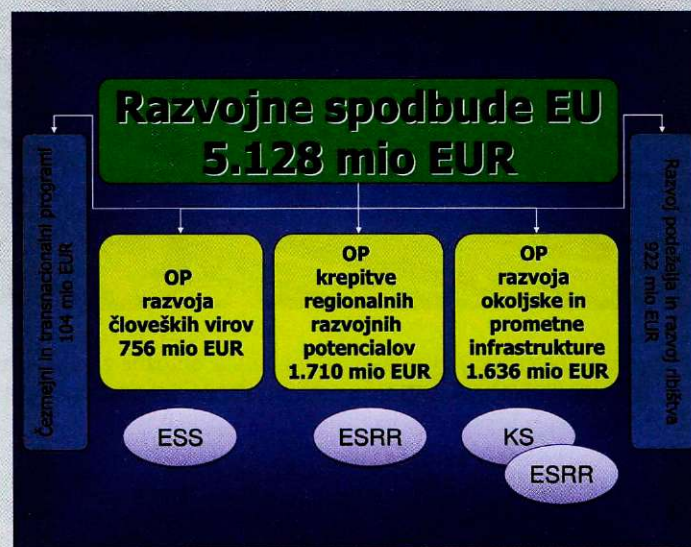 Razvojne spodbude EU
5.128 mio EUR
Čezmejni in transnacionalni programi
104 mio EUR
OP
razvoja
človeških virov
756 mio EUR
OP
krepitve
regionalnih
razvojnih
potencialov
1.710 mio EUR
OP
razvoja
okoljske in
prometne
infrastrukture
1.636 mio EUR
Razvoj podeželja in razvoj ribištva
922 mio EUR
ESS
ESRR
KS
ESRR